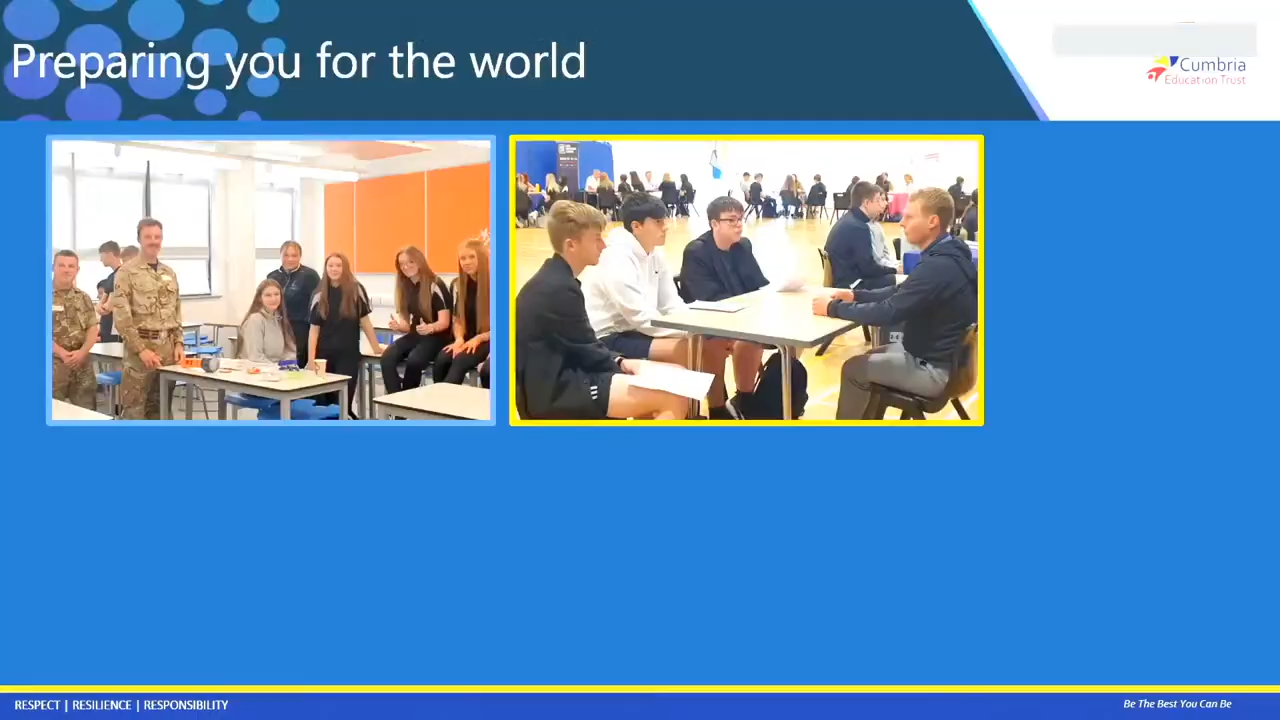 Preparing you for the world
Cumbria
Education Trust
RESPECT | RESILIENCE | RESPONSIBILITY
Be The Best You Can Be